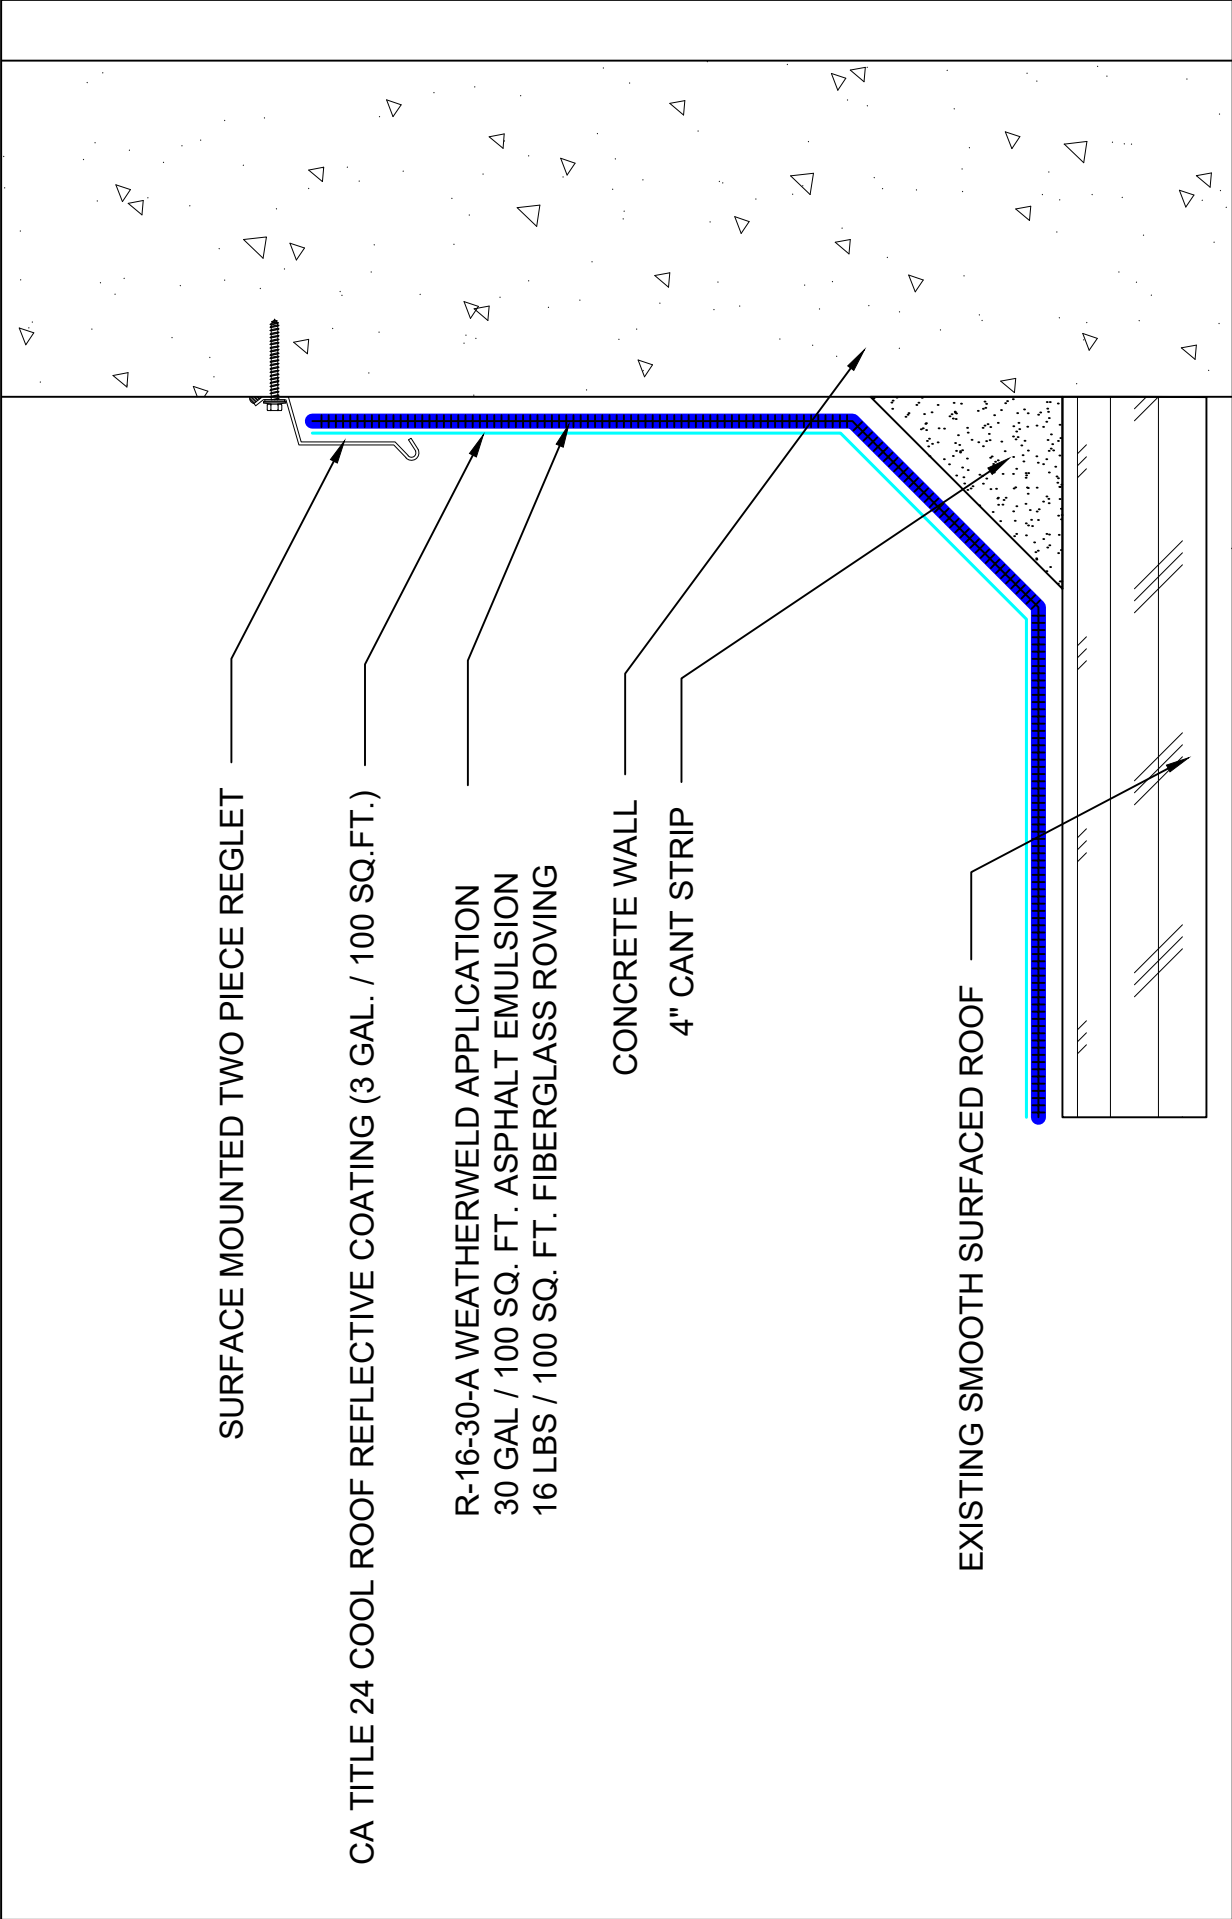 SURFACE MOUNTED TWO PIECE REGLET
CA TITLE 24 COOL ROOF REFLECTIVE COATING (3 GAL. / 100 SQ.FT.)
R-16-30-A WEATHERWELD APPLICATION
30 GAL / 100 SQ. FT. ASPHALT EMULSION
16 LBS / 100 SQ. FT. FIBERGLASS ROVING
CONCRETE WALL
4" CANT STRIP
EXISTING SMOOTH SURFACED ROOF